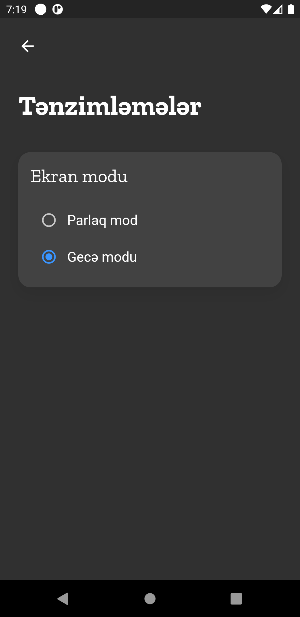 7:19
Tənzimləmələr
Ekran modu
Parlaq mod
Gecə modu